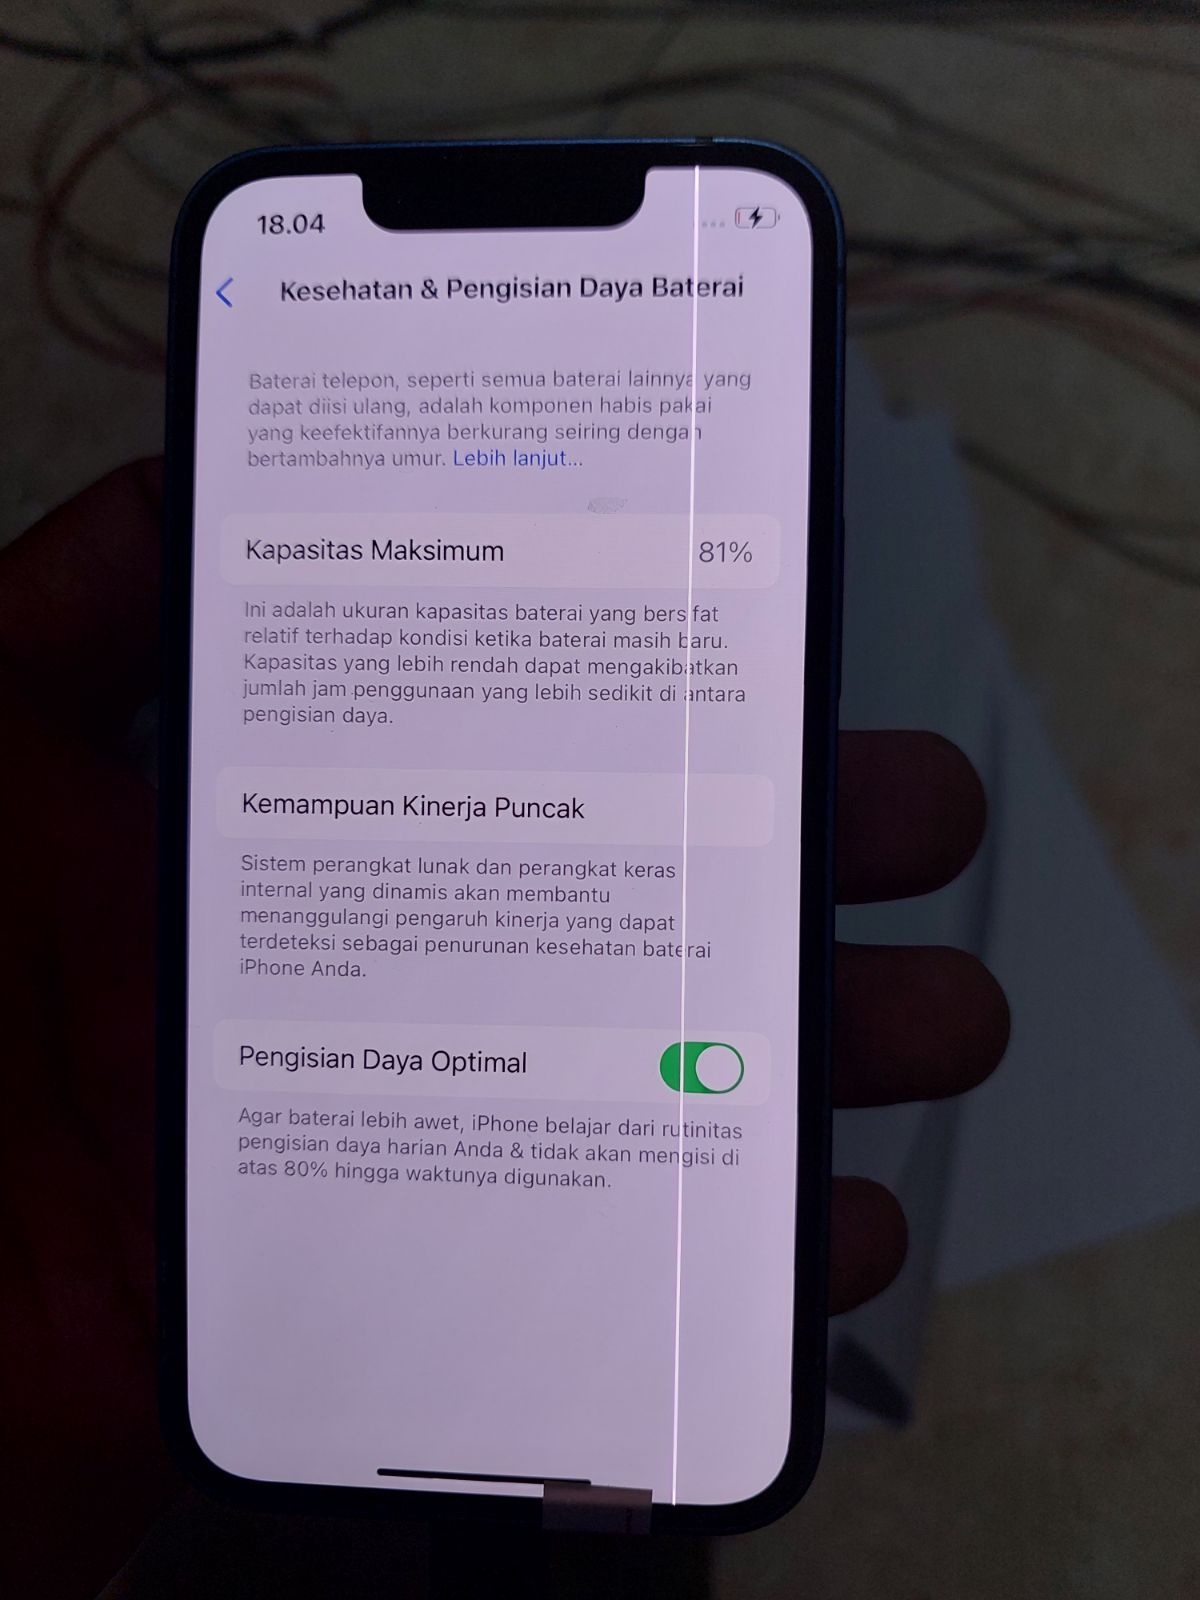 18.04
Kesehatan & Pengisian Daya Baterai
Baterai telepon, seperti semua baterai lainnya yang
dapat diisi ulang, adalah komponen habis pakai
yang keefektifannya berkurang seiring dengan
bertambahnya umur. Lebih lanjut...
Kapasitas Maksimum 81%
Ini adalah ukuran kapasitas baterai yang bersifat
relatif terhadap kondisi ketika baterai masih baru.
Kapasitas yang lebih rendah dapat mengakibatkan
jumlah jam penggunaan yang lebih sedikit di antara
pengisian daya.
Kemampuan Kinerja Puncak
Sistem perangkat lunak dan perangkat keras
internal yang dinamis akan membantu
menanggulangi pengaruh kinerja yang dapat
terdeteksi sebagai penurunan kesehatan baterai
iPhone Anda.
Pengisian Daya Optimal
Agar baterai lebih awet, iPhone belajar dari rutinitas
pengisian daya harian Anda & tidak akan mengisi di
atas 80% hingga waktunya digunakan.